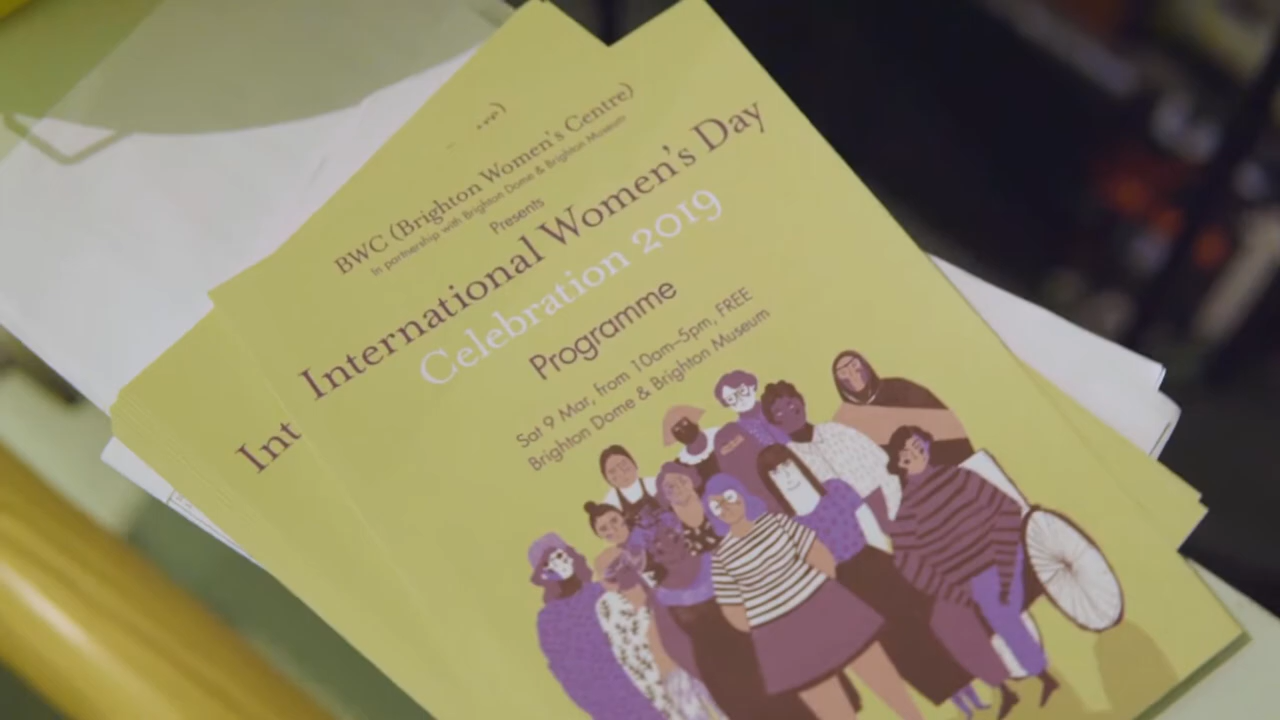 BWC (Brighton Women's Centre)
In partnership with Brighton Dome & Brighton Museum
Presents
International Women's Day
Celebration 2019
Programme
Sat 9 Mar, from 10am–5pm, FREE
Brighton Dome & Brighton Museum
Int